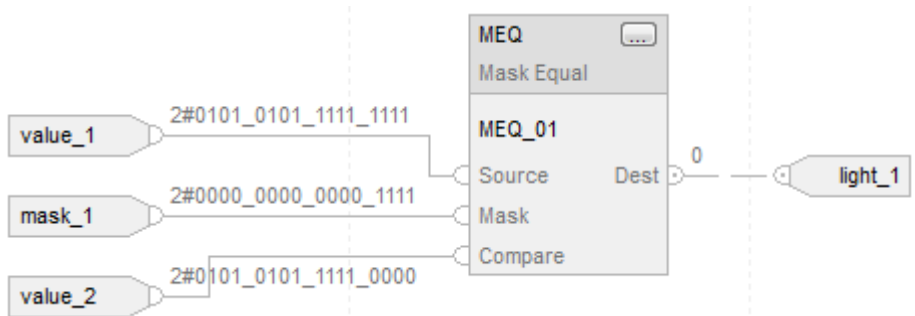 MEQ
...
Mask Equal
2#0101_0101_1111_1111
value_1
MEQ_01
0
Source Dest
light_1
2#0000_0000_0000_1111
mask_1
Mask
Compare
2#0101_0101_1111_0000
value_2